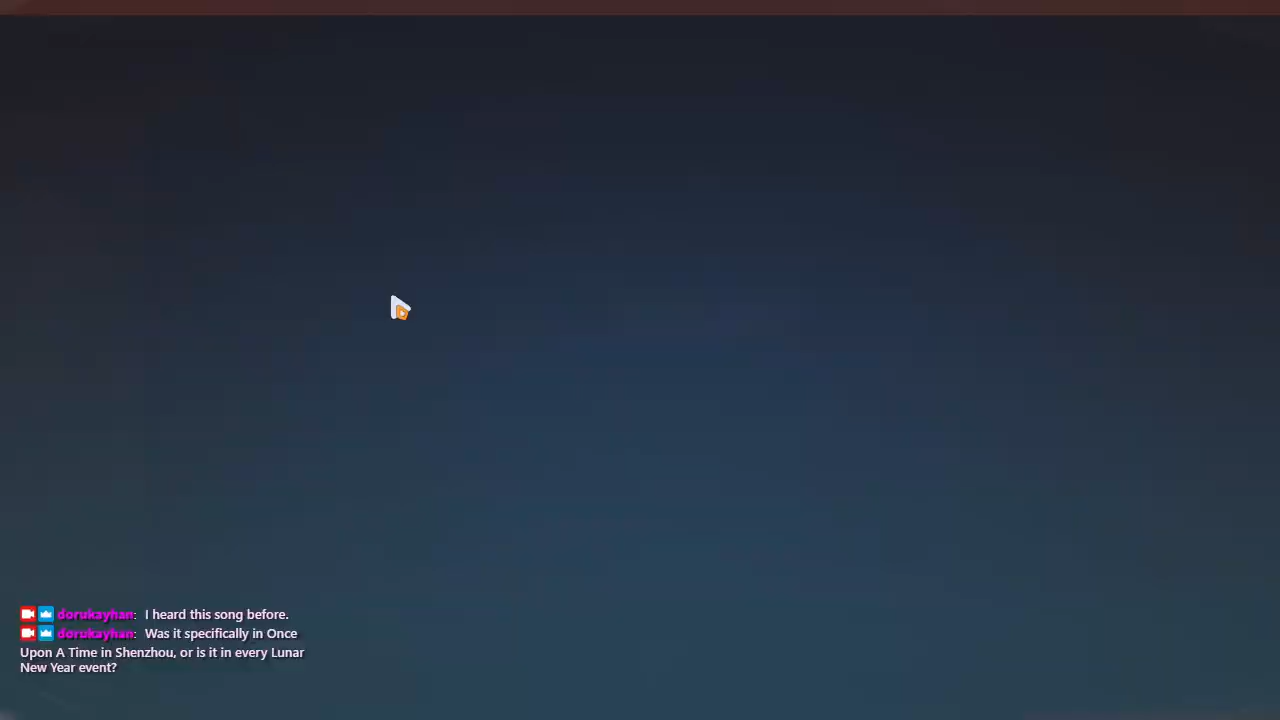 dorukayhan: I heard this song before.
dorukayhan: Was it specifically in Once
Upon A Time in Shenzhou, or is it in every Lunar
New Year event?